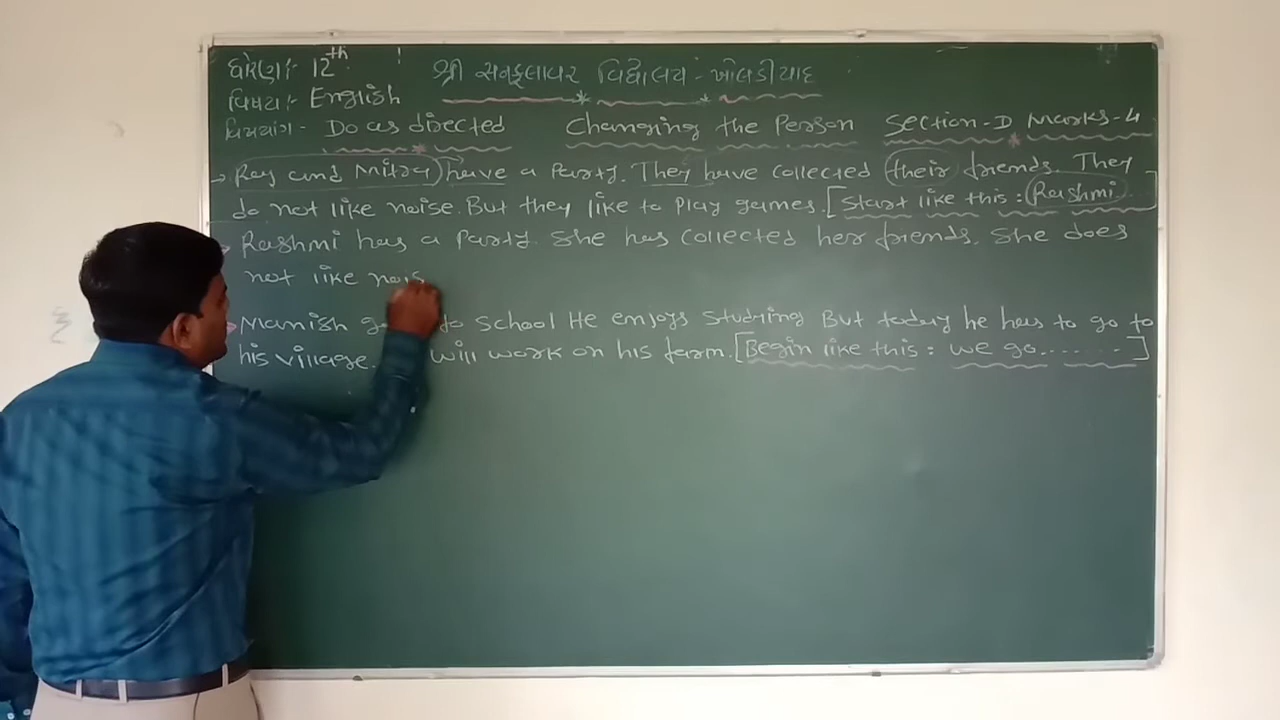 ધોરણ:- 12th
શ્રી સનફલાવર વિદ્યાલય:- ખોલડીયાદ
વિષય:- English
વિભાગ:- Do as directed Changing the Person Section-D Marks-4
→ Ray and Mitra have a Party. They have collected their friends. They
do not like noise. But they like to play games. [Start like this: Rashmi...]
Rashmi has a Party. She has collected her friends. She does
not like nois
Manish to School He enjoys Studying But today he has to go to
his village. will work on his farm. [Begin like this: we go........]